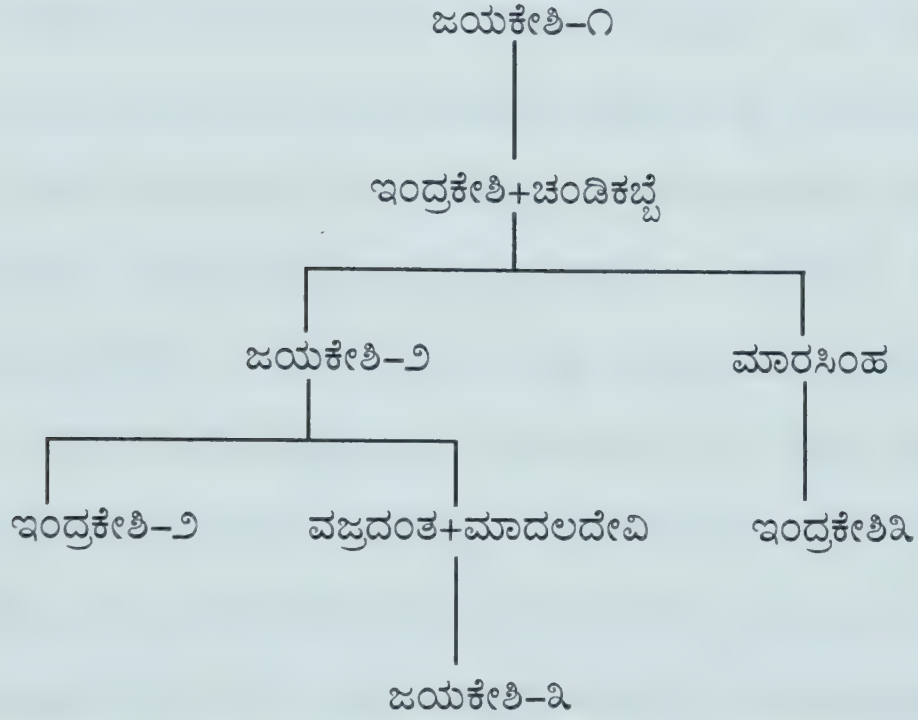 ಜಯಕೇಶಿ–೧
ಇಂದ್ರಕೇಶಿ+ಚಂಡಿಕಬ್ಬೆ
ಜಯಕೇಶಿ–೨ ಮಾರಸಿಂಹ
ಇಂದ್ರಕೇಶಿ–೨ ವಜ್ರದಂತ+ಮಾದಲದೇವಿ ಇಂದ್ರಕೇಶಿ೩
ಜಯಕೇಶಿ–೩